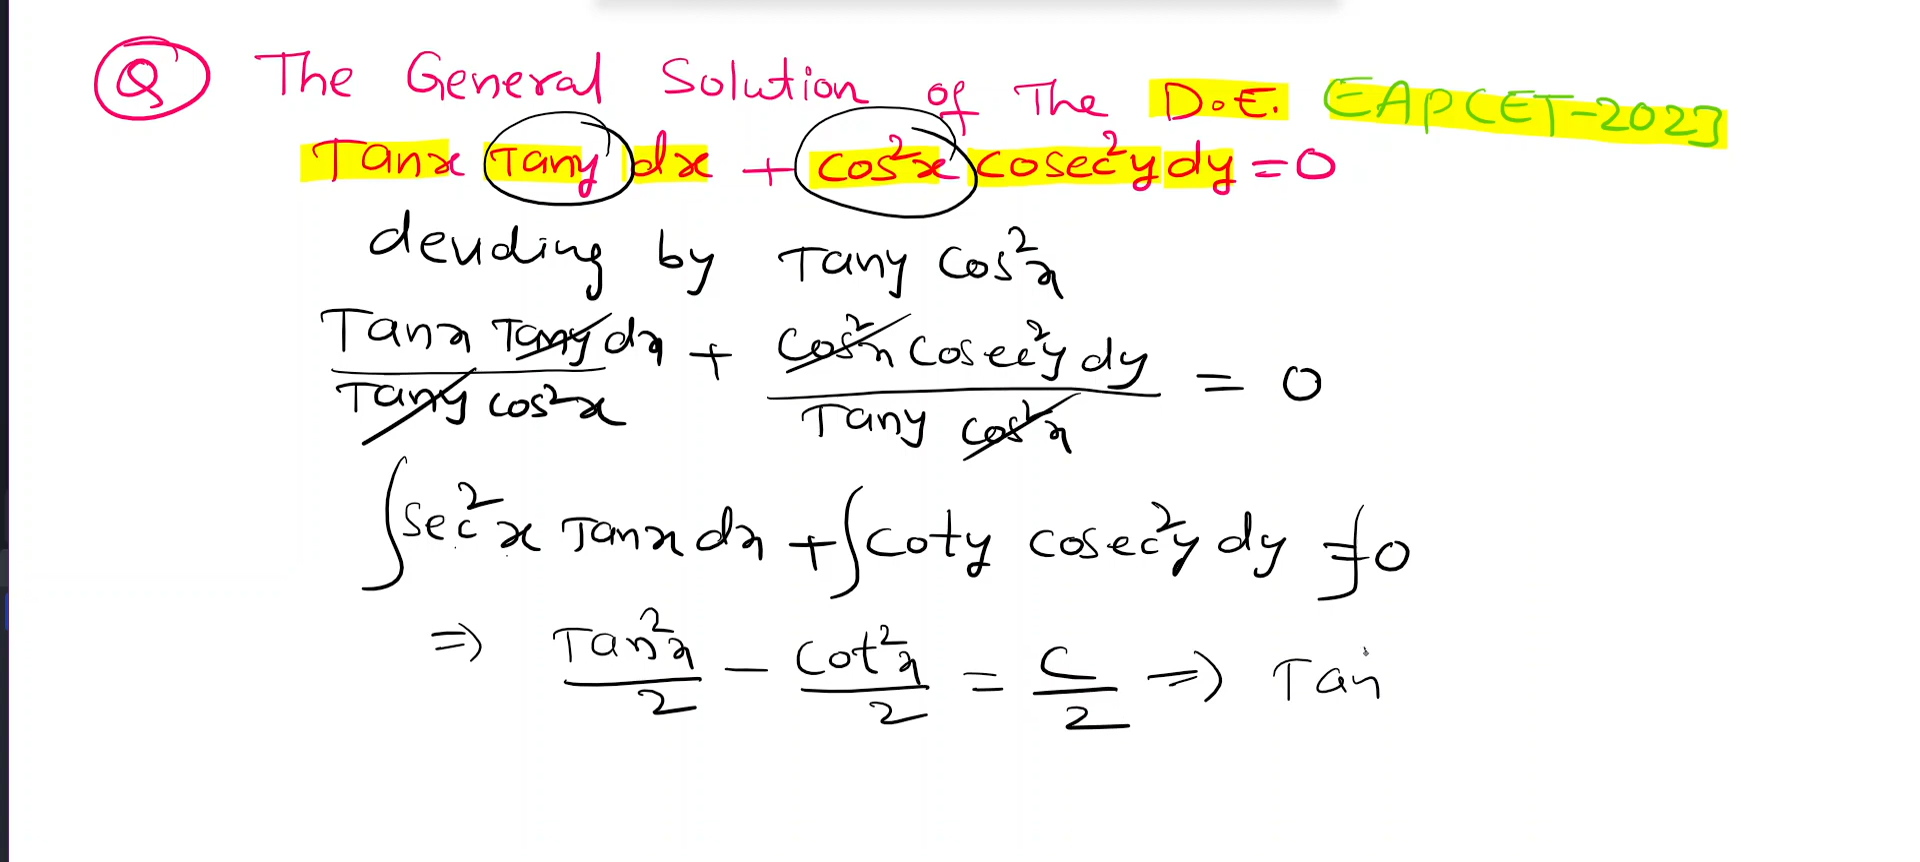 Q The General Solution of The D.E. EAPCET-2023
Tanx Tany dx + cos²x cosec²y dy = 0
deuding by Tany Cos²x
Tanx Tany dx / Tany cos²x + Cos²x Cosec²y dy / Tany cos²x = 0
∫sec²x Tanx dx + ∫coty cosec²y dy = ∫0
=> Tan²x / 2 − Cot²x / 2 = C / 2 => Tan